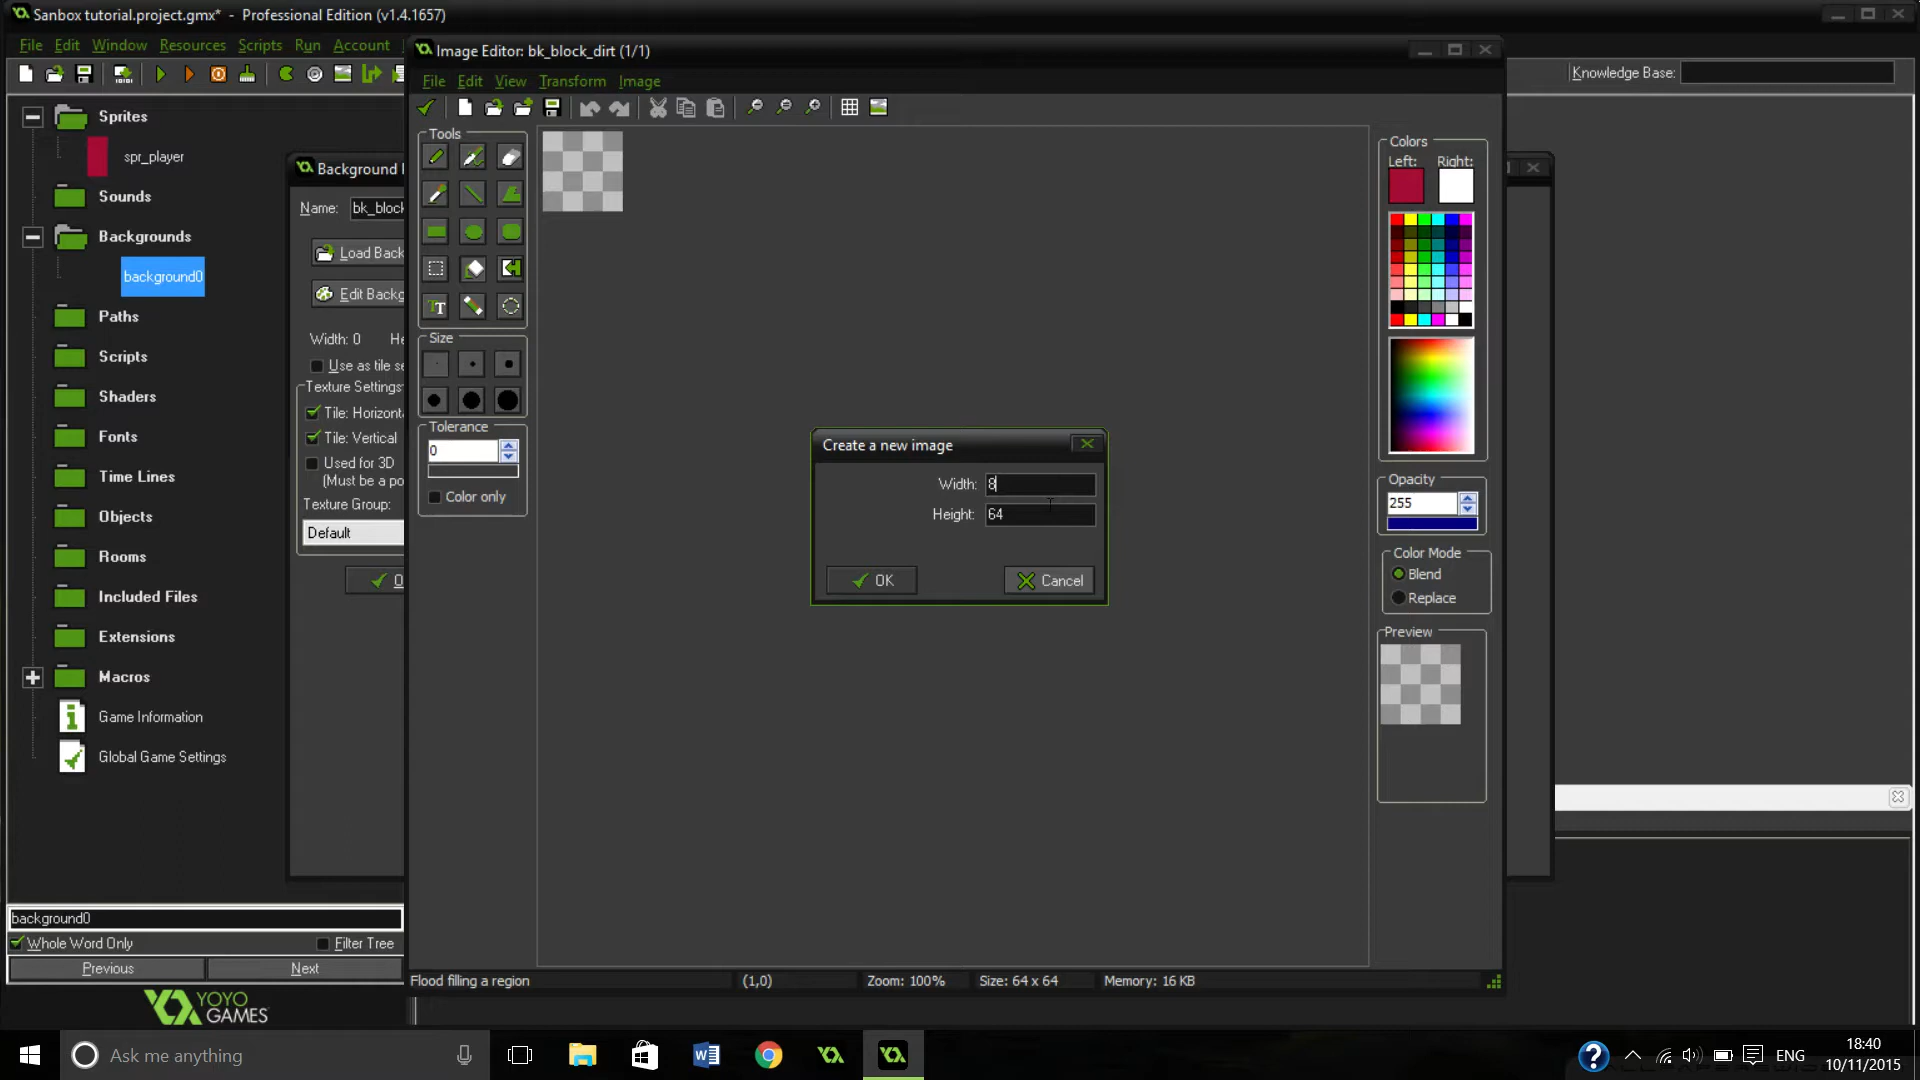 Sanbox tutorial.project.gmx* - Professional Edition (v1.4.1657)
File Edit Window Resources Scripts Run Account
Knowledge Base:
Sprites
spr_player
Sounds
Backgrounds
background0
Paths
Scripts
Shaders
Fonts
Time Lines
Objects
Rooms
Included Files
Extensions
Macros
Game Information
Global Game Settings
background0
Whole Word Only
Filter Tree
Previous
Next
YOYO
GAMES
Background
Name: bk_block
Load Back
Edit Backg
Width: 0 He
Use as tile se
Texture Settings
Tile: Horizonta
Tile: Vertical
Used for 3D
(Must be a po
Texture Group:
Default
O
Image Editor: bk_block_dirt (1/1)
File Edit View Transform Image
Tools
Size
Tolerance
0
Color only
Create a new image
Width: 8
Height: 64
OK
Cancel
Colors
Left: Right:
Opacity
255
Color Mode
Blend
Replace
Preview
Flood filling a region
(1,0)
Zoom: 100%
Size: 64 x 64
Memory: 16 KB
Ask me anything
ENG
18:40
10/11/2015